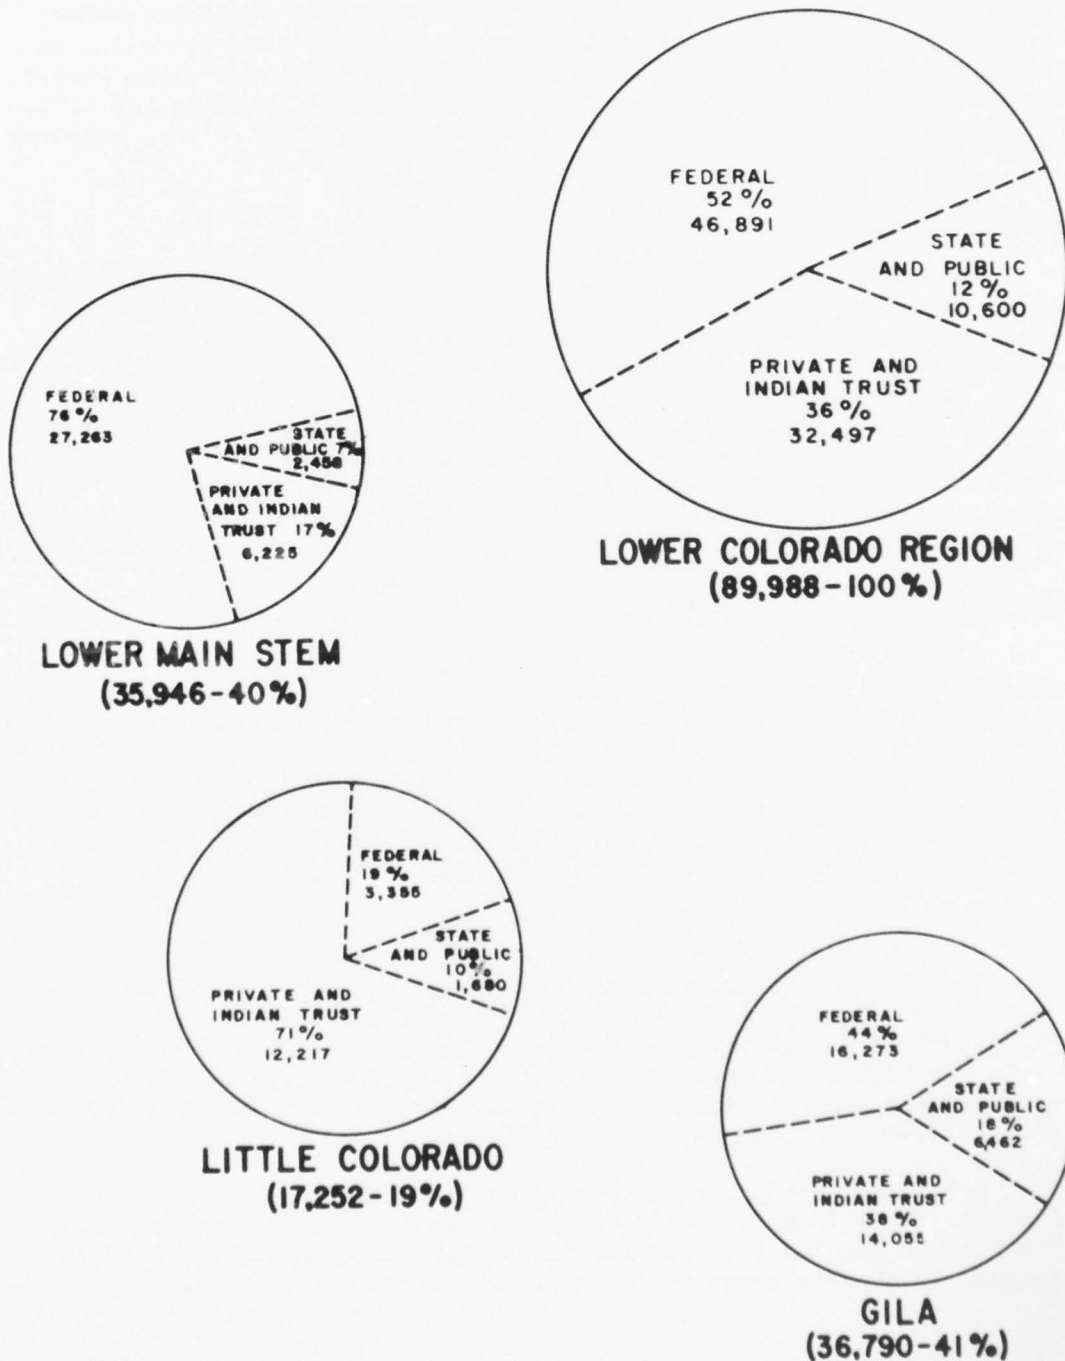 FEDERAL
52%
46,891
STATE
AND PUBLIC
12%
10,600
PRIVATE AND
INDIAN TRUST
36%
32,497
LOWER COLORADO REGION
(89,988-100%)
FEDERAL
76%
27,263
STATE
AND PUBLIC 7%
2,458
PRIVATE
AND INDIAN
TRUST 17%
6,225
LOWER MAIN STEM
(35,946-40%)
FEDERAL
19%
3,355
STATE
AND PUBLIC
10%
1,680
PRIVATE AND
INDIAN TRUST
71%
12,217
LITTLE COLORADO
(17,252-19%)
FEDERAL
44%
16,273
STATE
AND PUBLIC
18%
6,462
PRIVATE AND
INDIAN TRUST
38%
14,055
GILA
(36,790-41%)